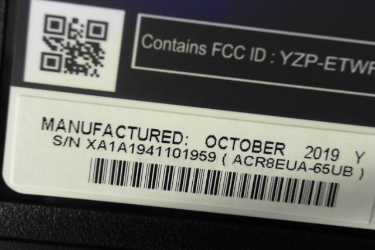 Contains FCC ID : YZP-ETWF
MANUFACTURED: OCTOBER 2019 Y
S/N XA1A1941101959 ( ACR8EUA-65UB )